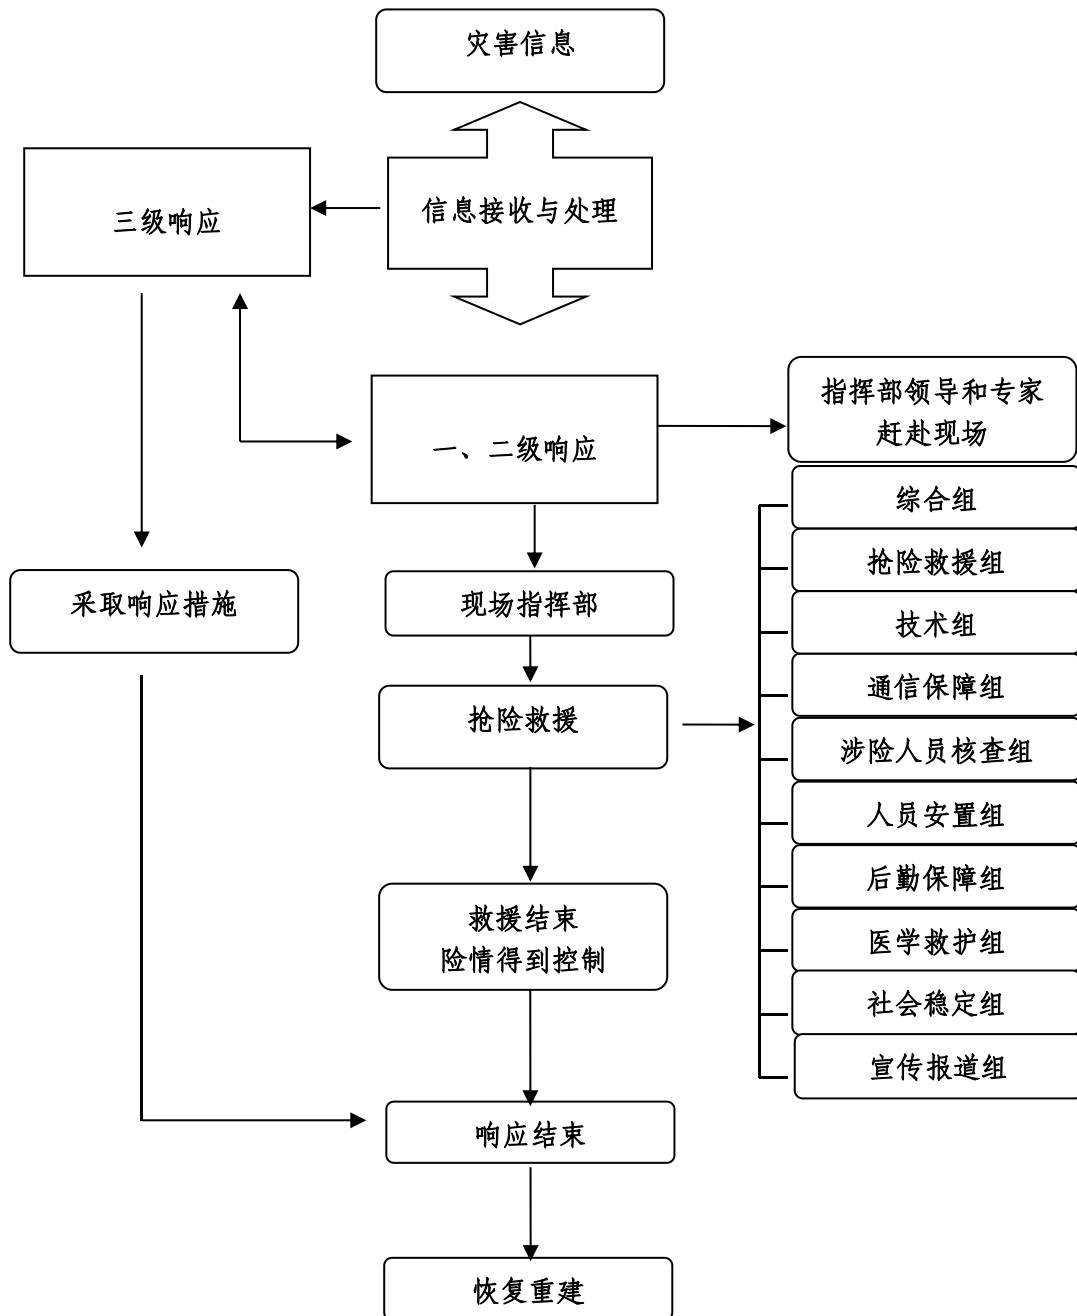 灾害信息
三级响应
信息接收与处理
一、二级响应
指挥部领导和专家
赶赴现场
综合组
抢险救援组
技术组
通信保障组
涉险人员核查组
人员安置组
后勤保障组
医学救护组
社会稳定组
宣传报道组
采取响应措施
现场指挥部
抢险救援
救援结束
险情得到控制
响应结束
恢复重建